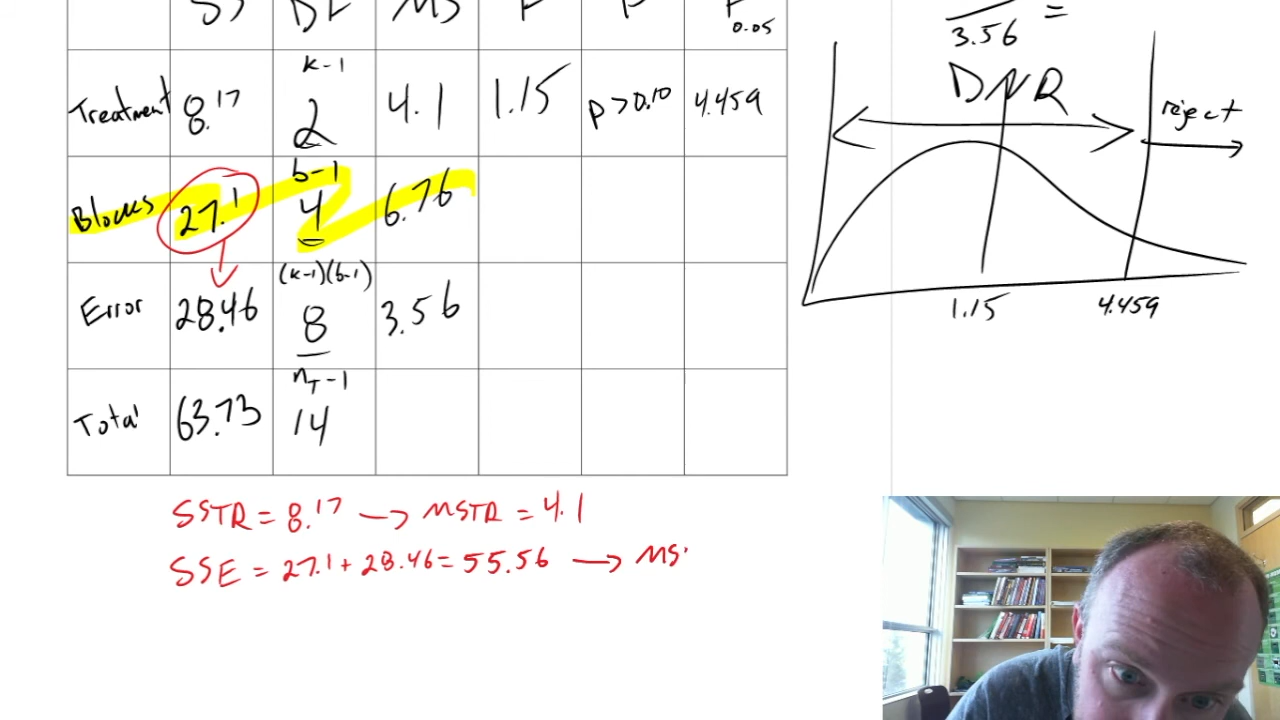 SS DF MS F P F0.05
Treatment 8.17 k-1 2 4.1 1.15 p>0.10 4.459
Blocks 27.1 b-1 4 6.76
Error 28.46 (k-1)(b-1) 8 3.56
Total 63.73 nT-1 14
SSTR = 8.17 → MSTR = 4.1
SSE = 27.1 + 28.46 = 55.56 → MS
3.56 =
DNR
reject
1.15 4.459